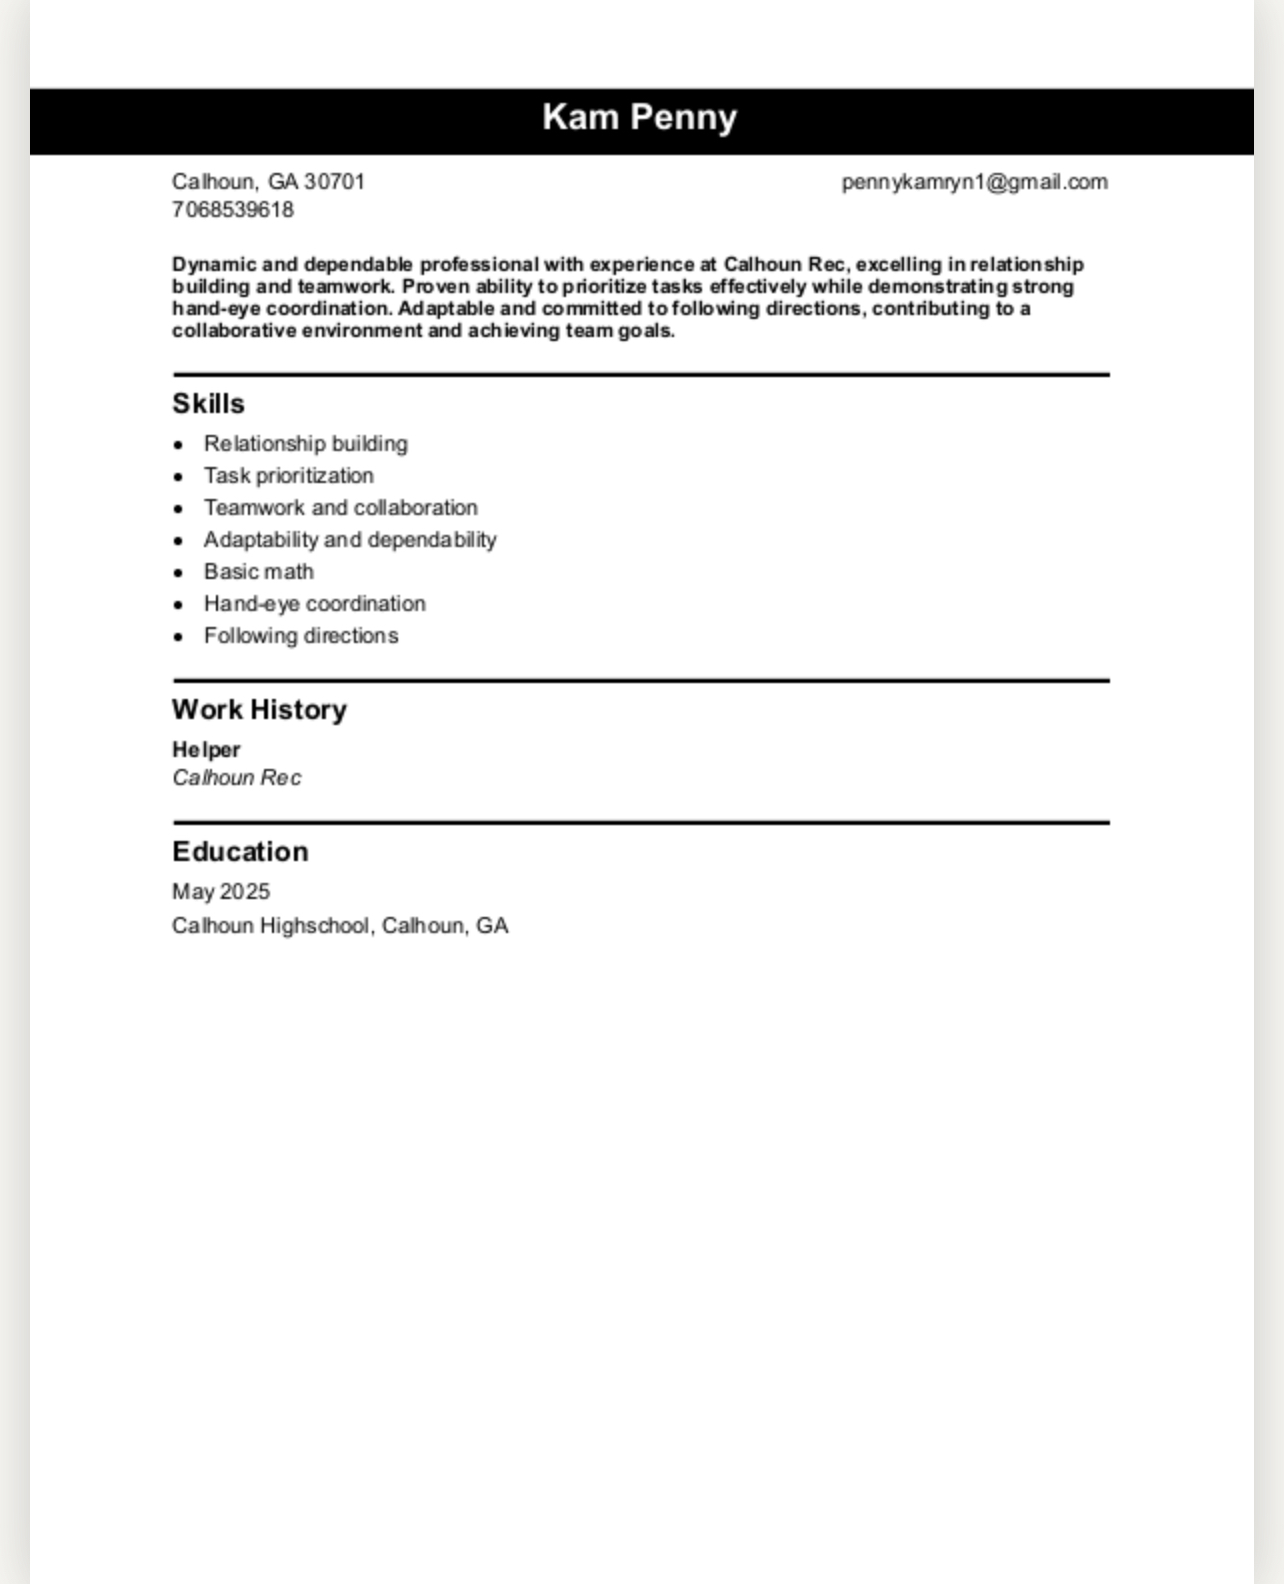 Kam Penny
Calhoun, GA 30701
pennykamryn1@gmail.com
7068539618
Dynamic and dependable professional with experience at Calhoun Rec, excelling in relationship
building and teamwork. Proven ability to prioritize tasks effectively while demonstrating strong
hand-eye coordination. Adaptable and committed to following directions, contributing to a
collaborative environment and achieving team goals.
Skills
• Relationship building
• Task prioritization
• Teamwork and collaboration
• Adaptability and dependability
• Basic math
• Hand-eye coordination
• Following directions
Work History
Helper
Calhoun Rec
Education
May 2025
Calhoun Highschool, Calhoun, GA